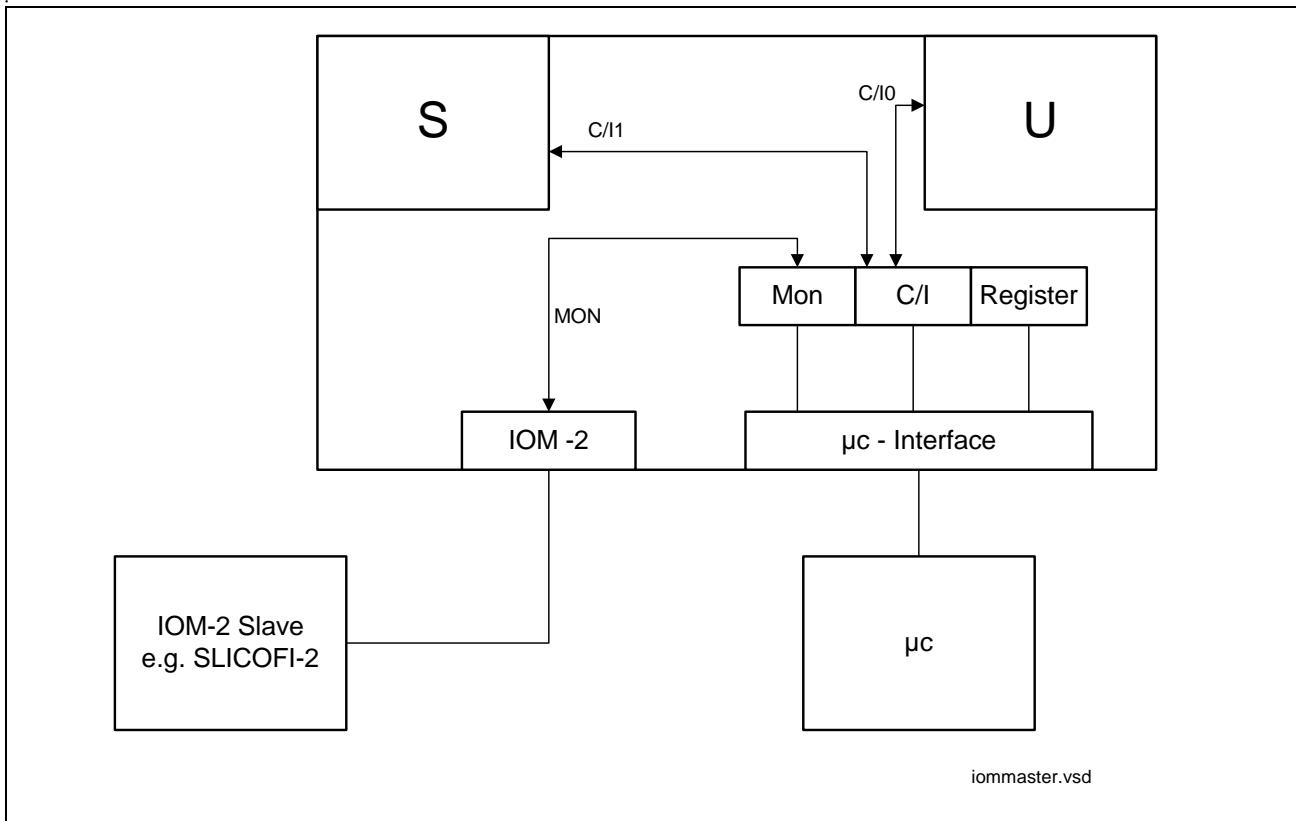 S
U
C/I0
C/I1
Mon
C/I
Register
MON
IOM -2
µc - Interface
IOM-2 Slave
e.g. SLICOFI-2
µc
iommaster.vsd